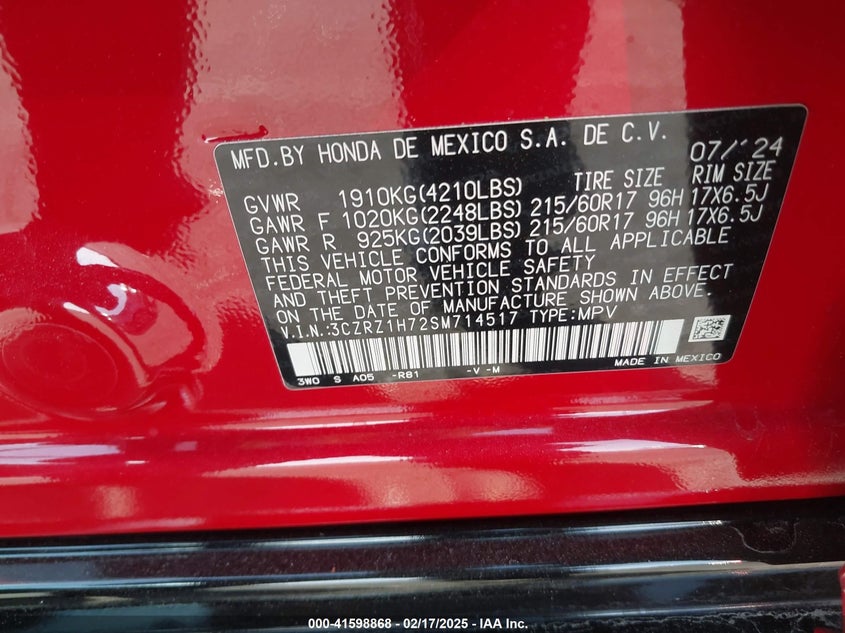 MFD.BY HONDA DE MEXICO S.A. DE C.V. 07/'24
TIRE SIZE RIM SIZE
GVWR 1910KG(4210LBS)
GAWR F 1020KG(2248LBS) 215/60R17 96H 17X6.5J
GAWR R 925KG(2039LBS) 215/60R17 96H 17X6.5J
THIS VEHICLE CONFORMS TO ALL APPLICABLE
FEDERAL MOTOR VEHICLE SAFETY
AND THEFT PREVENTION STANDARDS IN EFFECT
ON THE DATE OF MANUFACTURE SHOWN ABOVE.
V.I.N.:3CZRZ1H72SM714517 TYPE:MPV
3W0 S A05 -R81 -V -M
MADE IN MEXICO
000-41598868 - 02/17/2025 - IAA Inc.